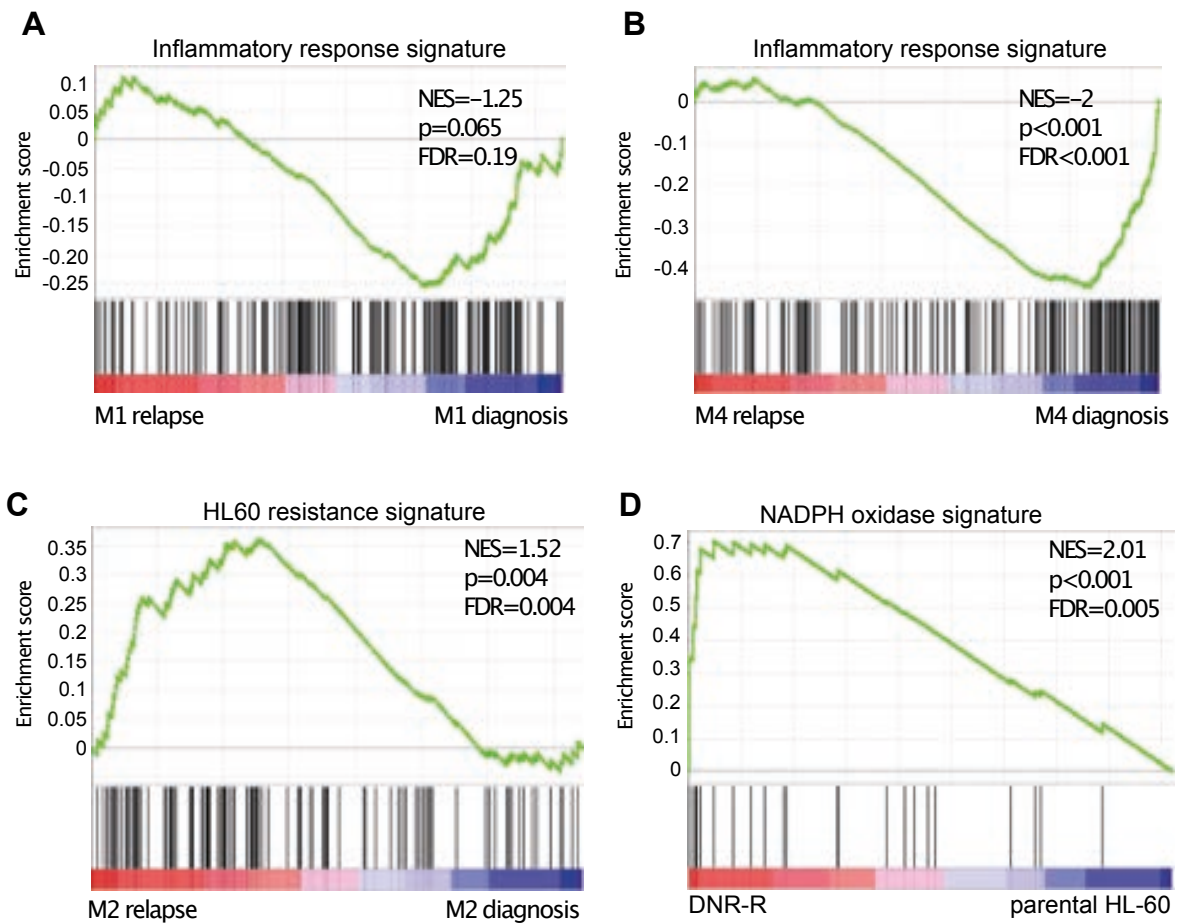 A
Inflammatory response signature
Enrichment score
0.1
0.05
0
-0.05
-0.1
-0.15
-0.20
-0.25
NES=−1.25
p=0.065
FDR=0.19
M1 relapse
M1 diagnosis
B
Inflammatory response signature
Enrichment score
0
-0.1
-0.2
-0.3
-0.4
NES=−2
p<0.001
FDR<0.001
M4 relapse
M4 diagnosis
C
HL60 resistance signature
Enrichment score
0.35
0.3
0.25
0.2
0.15
0.1
0.05
0
NES=1.52
p=0.004
FDR=0.004
M2 relapse
M2 diagnosis
D
NADPH oxidase signature
Enrichment score
0.7
0.6
0.5
0.4
0.3
0.2
0.1
0
NES=2.01
p<0.001
FDR=0.005
DNR-R
parental HL-60